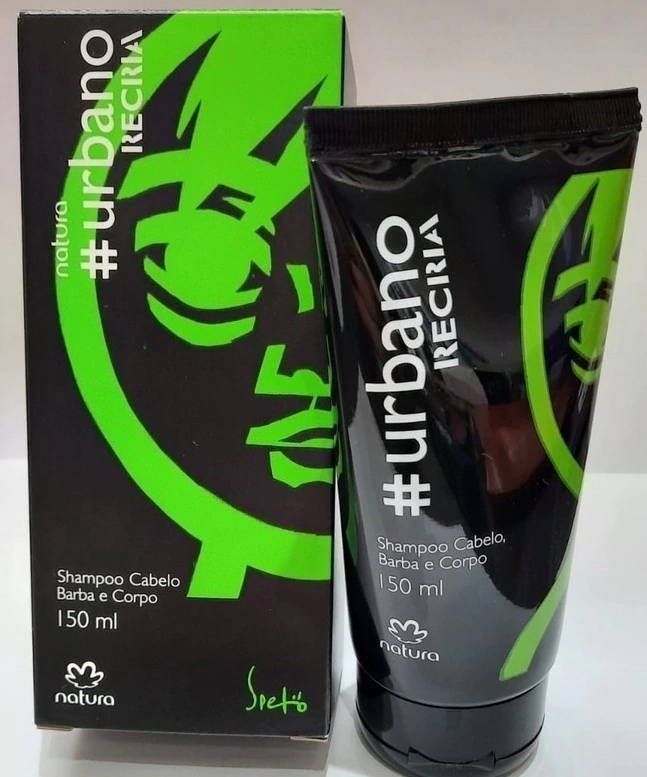 natura
#urbano
RECRIA
Shampoo Cabelo
Barba e Corpo
150 ml
natura
Speto
#urbano
RECRIA
Shampoo Cabelo,
Barba e Corpo
150 ml
natura